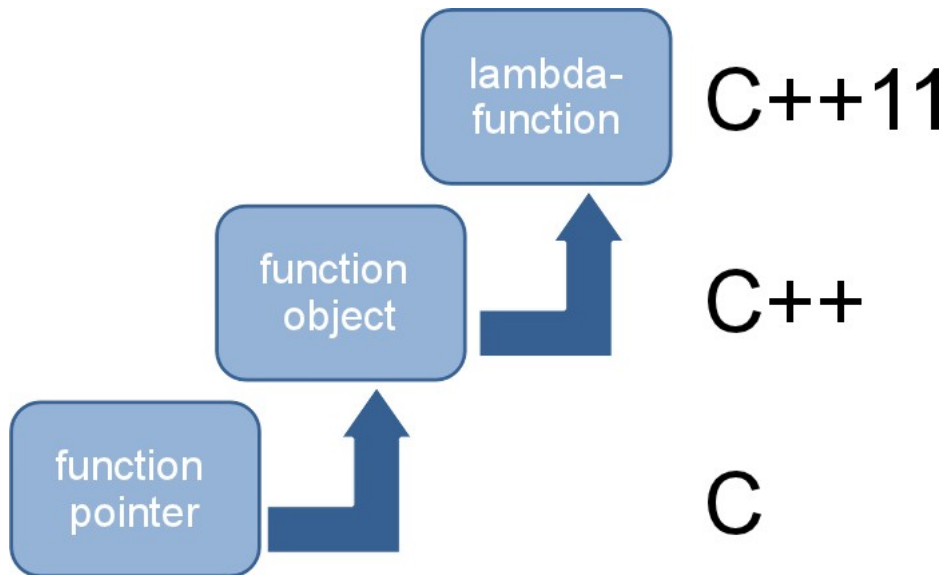 lambda-
function
C++11
function
object
C++
function
pointer
C